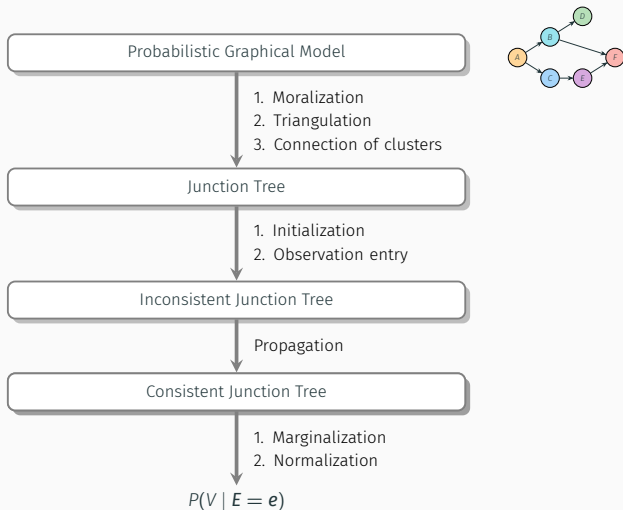 D
B
A
F
C
E
Probabilistic Graphical Model
1. Moralization
2. Triangulation
3. Connection of clusters
Junction Tree
1. Initialization
2. Observation entry
Inconsistent Junction Tree
Propagation
Consistent Junction Tree
1. Marginalization
2. Normalization
P(V | E = e)